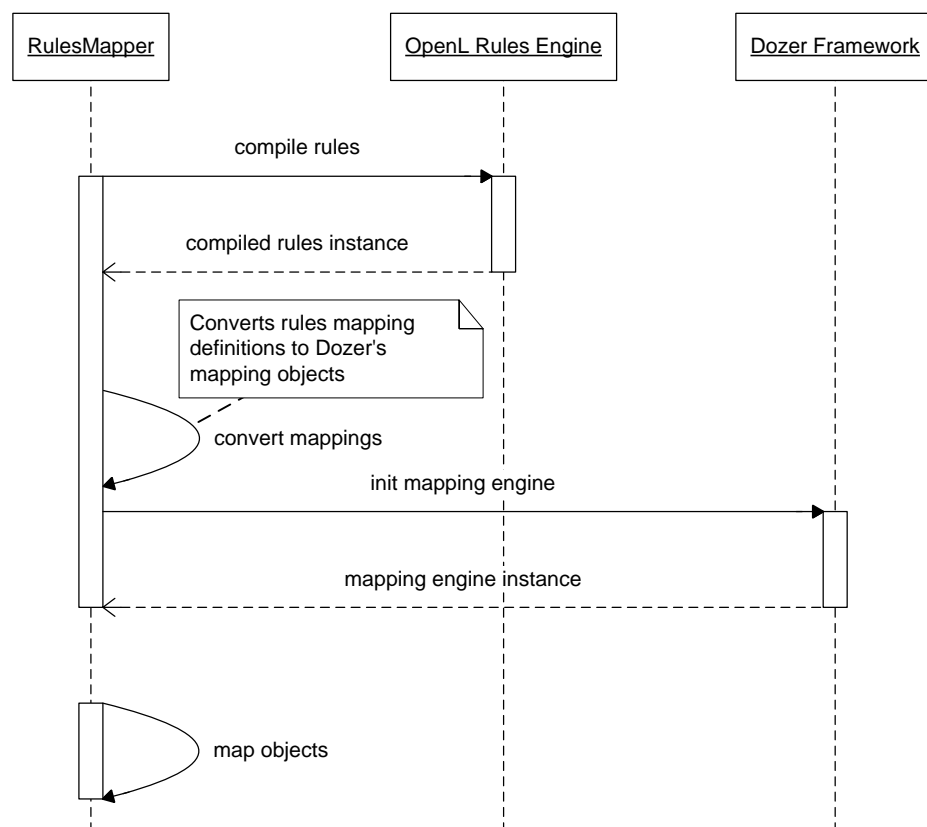 RulesMapper
OpenL Rules Engine
Dozer Framework
compile rules
compiled rules instance
Converts rules mapping
definitions to Dozer's
mapping objects
convert mappings
init mapping engine
mapping engine instance
map objects